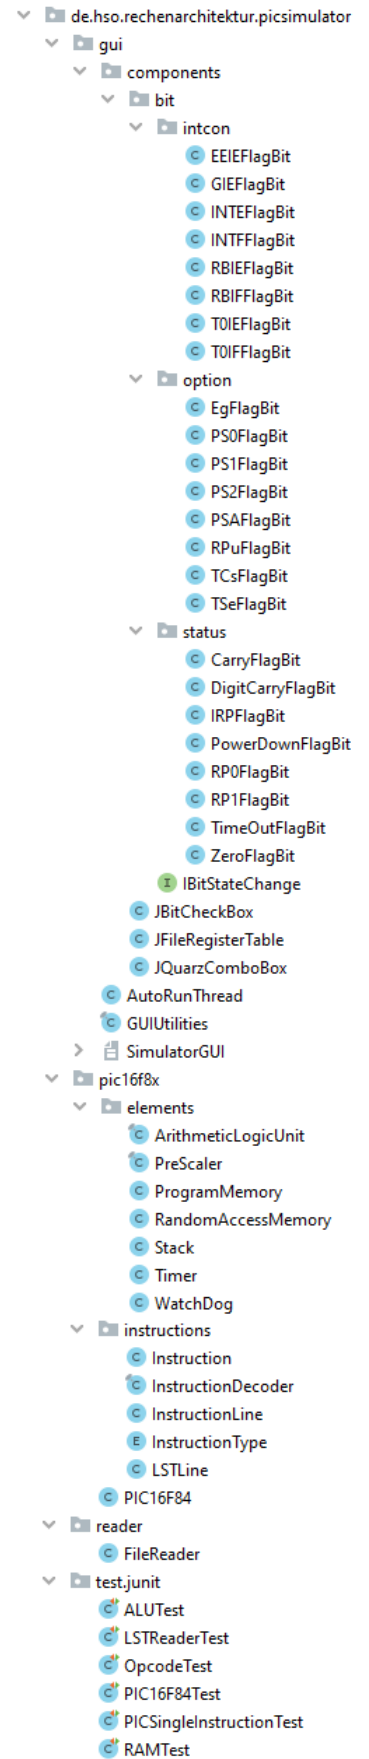 de.hso.rechenarchitektur.picsimulator
gui
components
bit
intcon
EEIEFlagBit
GIEFlagBit
INTEFlagBit
INTFFlagBit
RBIEFlagBit
RBIFFlagBit
T0IEFlagBit
T0IFFlagBit
option
EgFlagBit
PS0FlagBit
PS1FlagBit
PS2FlagBit
PSAFlagBit
RPuFlagBit
TCsFlagBit
TSeFlagBit
status
CarryFlagBit
DigitCarryFlagBit
IRPFlagBit
PowerDownFlagBit
RP0FlagBit
RP1FlagBit
TimeOutFlagBit
ZeroFlagBit
I IBitStateChange
C JBitCheckBox
C JFileRegisterTable
C JQuarzComboBox
C AutoRunThread
C GUIUtilities
SimulatorGUI
pic16f8x
elements
C ArithmeticLogicUnit
C PreScaler
C ProgramMemory
C RandomAccessMemory
C Stack
C Timer
C WatchDog
instructions
C Instruction
C InstructionDecoder
C InstructionLine
E InstructionType
C LSTLine
C PIC16F84
reader
C FileReader
test.junit
C ALUTest
C LSTReaderTest
C OpcodeTest
C PIC16F84Test
C PICSingleInstructionTest
C RAMTest